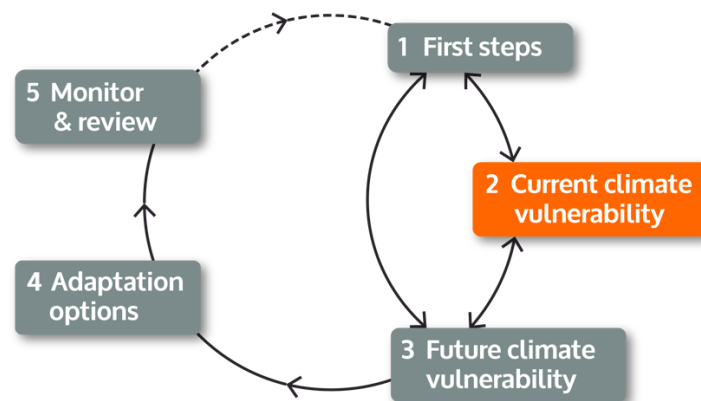 1 First steps
2 Current climate
vulnerability
3 Future climate
vulnerability
4 Adaptation
options
5 Monitor
& review